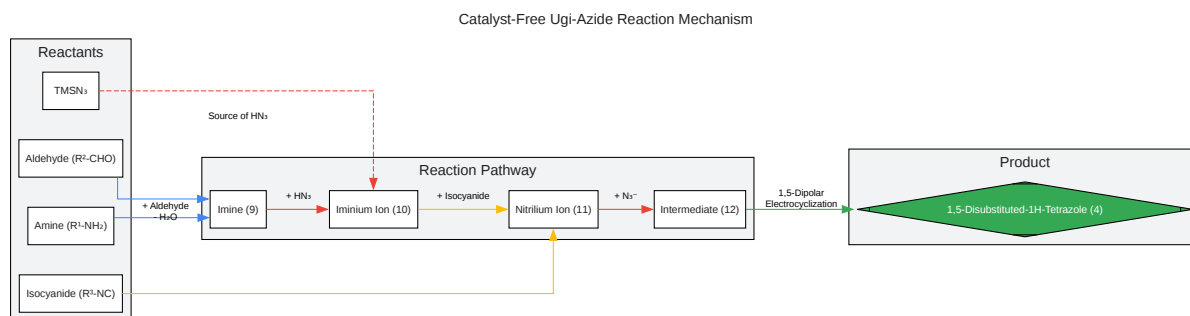 Catalyst-Free Ugi-Azide Reaction Mechanism
Reactants
TMSN₃
Source of HN₃
Aldehyde (R²-CHO)
Amine (R¹-NH₂)
Isocyanide (R³-NC)
+ Aldehyde
- H₂O
Reaction Pathway
Imine (9)
+ HN₃
Iminium Ion (10)
+ Isocyanide
Nitrilium Ion (11)
+ N₃⁻
Intermediate (12)
1,5-Dipolar
Electrocyclization
Product
1,5-Disubstituted-1H-Tetrazole (4)